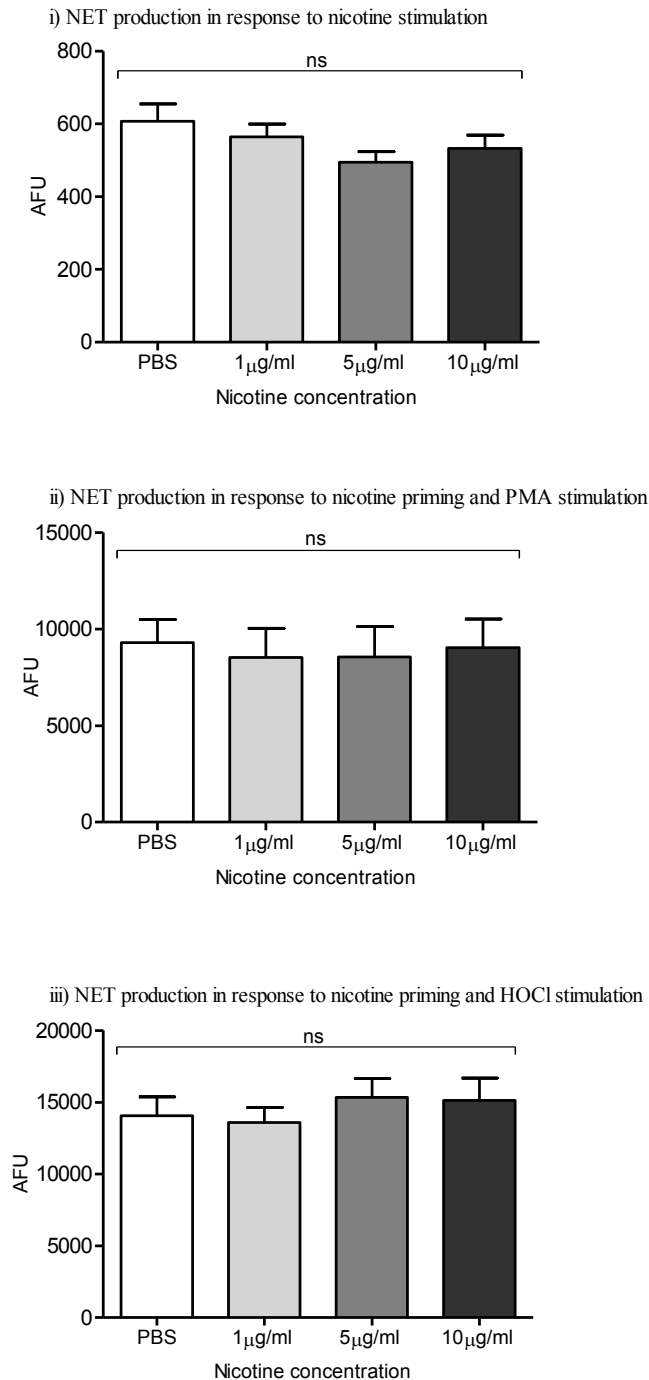 i) NET production in response to nicotine stimulation
ns
800
600
400
200
0
AFU
PBS
1μg/ml
5μg/ml
10μg/ml
Nicotine concentration
ii) NET production in response to nicotine priming and PMA stimulation
ns
15000
10000
5000
0
AFU
PBS
1μg/ml
5μg/ml
10μg/ml
Nicotine concentration
iii) NET production in response to nicotine priming and HOCl stimulation
ns
20000
15000
10000
5000
0
AFU
PBS
1μg/ml
5μg/ml
10μg/ml
Nicotine concentration